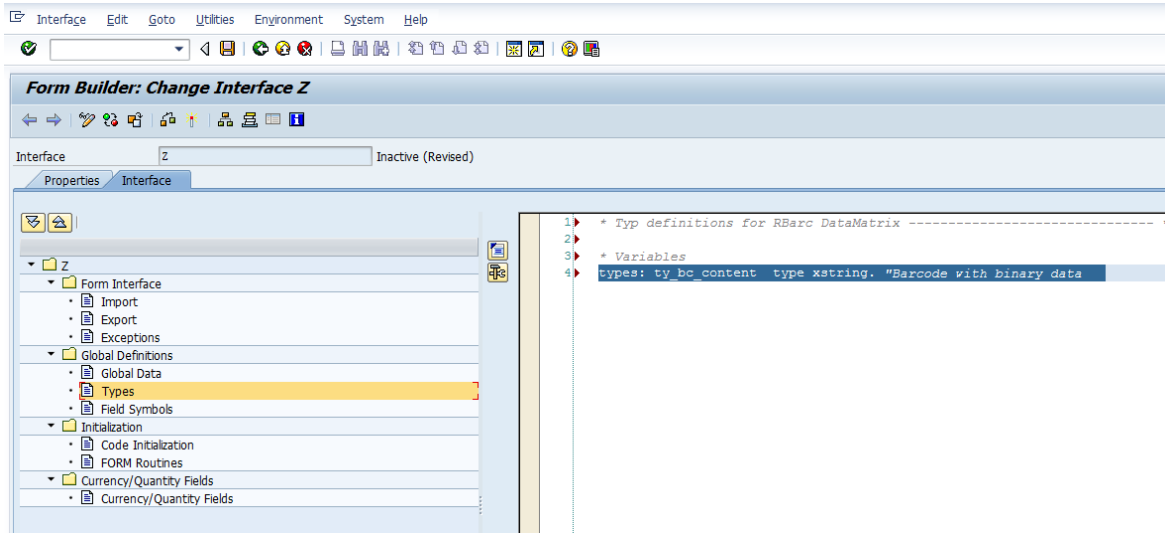 Interface Edit Goto Utilities Environment System Help
Form Builder: Change Interface Z
Interface Z Inactive (Revised)
Properties Interface
Z
Form Interface
Import
Export
Exceptions
Global Definitions
Global Data
Types
Field Symbols
Initialization
Code Initialization
FORM Routines
Currency/Quantity Fields
Currency/Quantity Fields
1 * Typ definitions for RBarc DataMatrix ------------------------------ *
2
3 * Variables
4 types: ty_bc_content type xstring. "Barcode with binary data